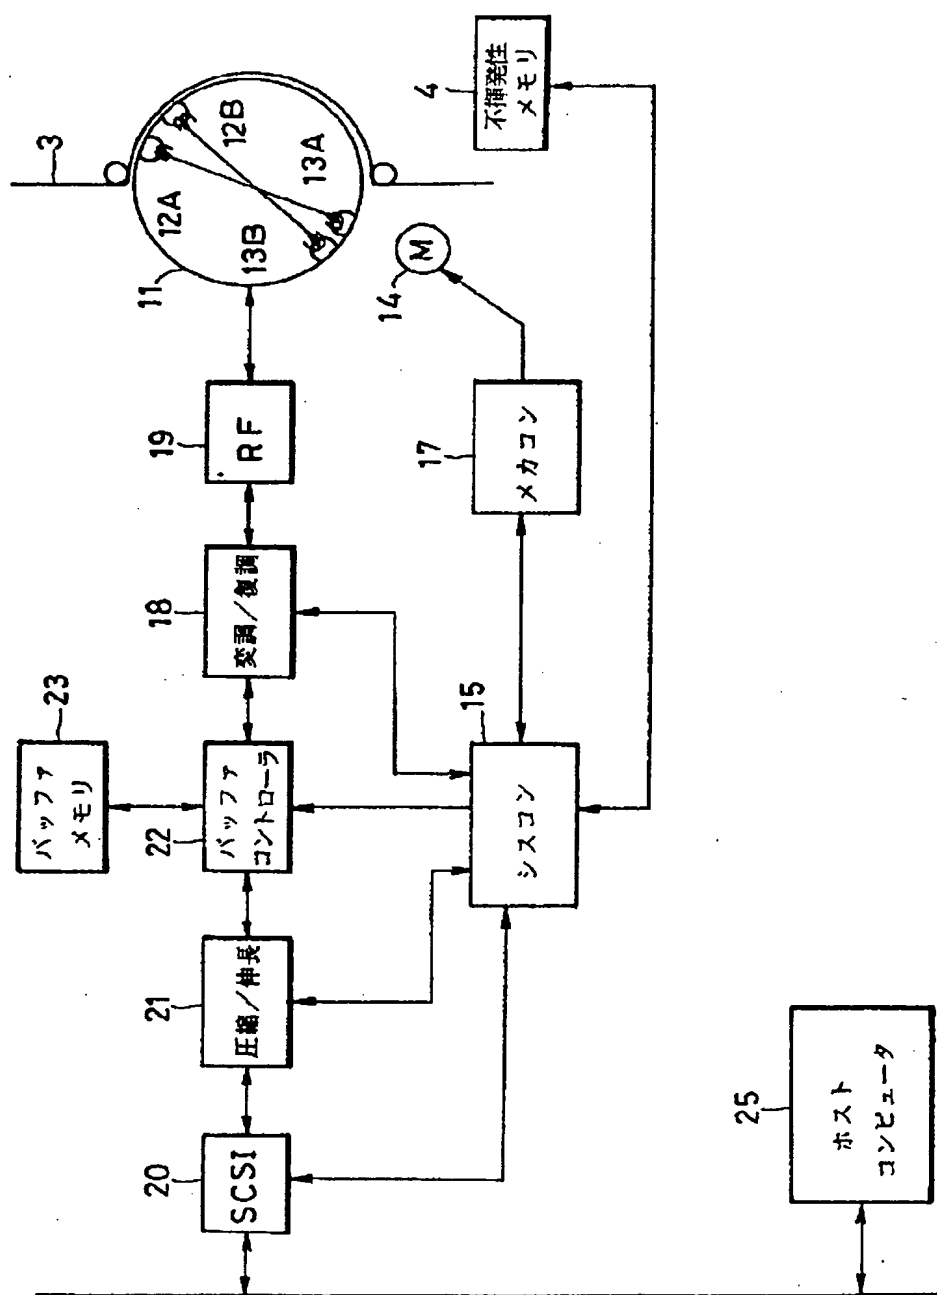 23
バッファ
メモリ
3
20
SCSI
21
圧縮/伸長
22
バッファ
コントローラ
18
変調/復調
19
RF
11
12A
12B
13B
13A
15
シスコン
17
メカコン
14
M
4
不揮発性
メモリ
25
ホスト
コンピュータ